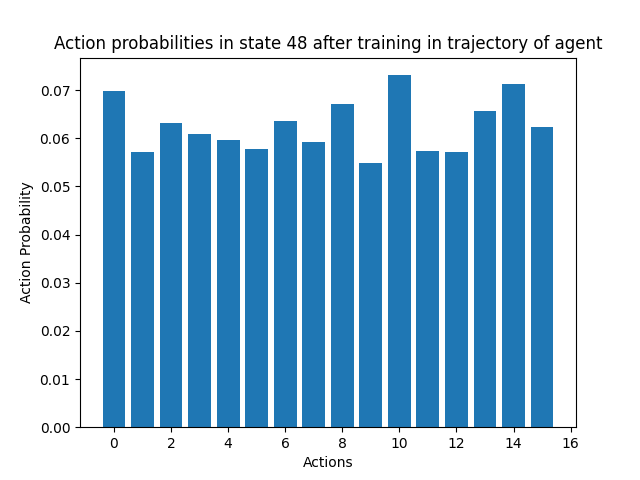 Action probabilities in state 48 after training in trajectory of agent
0.07
0.06
0.05
0.04
0.03
0.02
0.01
0.00
Action Probability
0 2 4 6 8 10 12 14 16
Actions